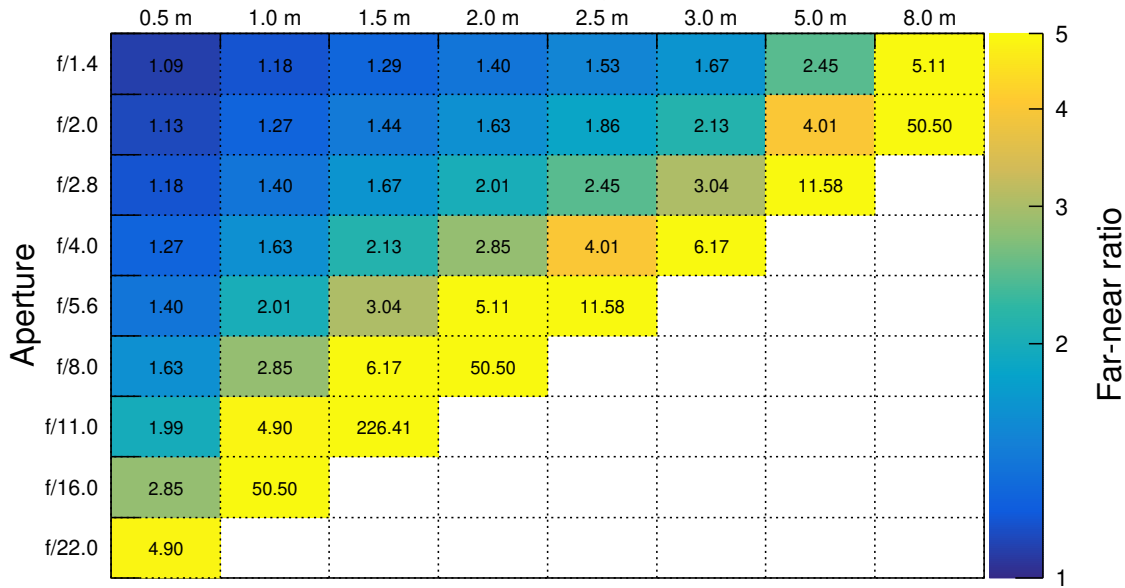 0.5 m 1.0 m 1.5 m 2.0 m 2.5 m 3.0 m 5.0 m 8.0 m
f/1.4 1.09 1.18 1.29 1.40 1.53 1.67 2.45 5.11
f/2.0 1.13 1.27 1.44 1.63 1.86 2.13 4.01 50.50
f/2.8 1.18 1.40 1.67 2.01 2.45 3.04 11.58
f/4.0 1.27 1.63 2.13 2.85 4.01 6.17
f/5.6 1.40 2.01 3.04 5.11 11.58
f/8.0 1.63 2.85 6.17 50.50
f/11.0 1.99 4.90 226.41
f/16.0 2.85 50.50
f/22.0 4.90
Aperture
5
4
3
2
1
Far-near ratio